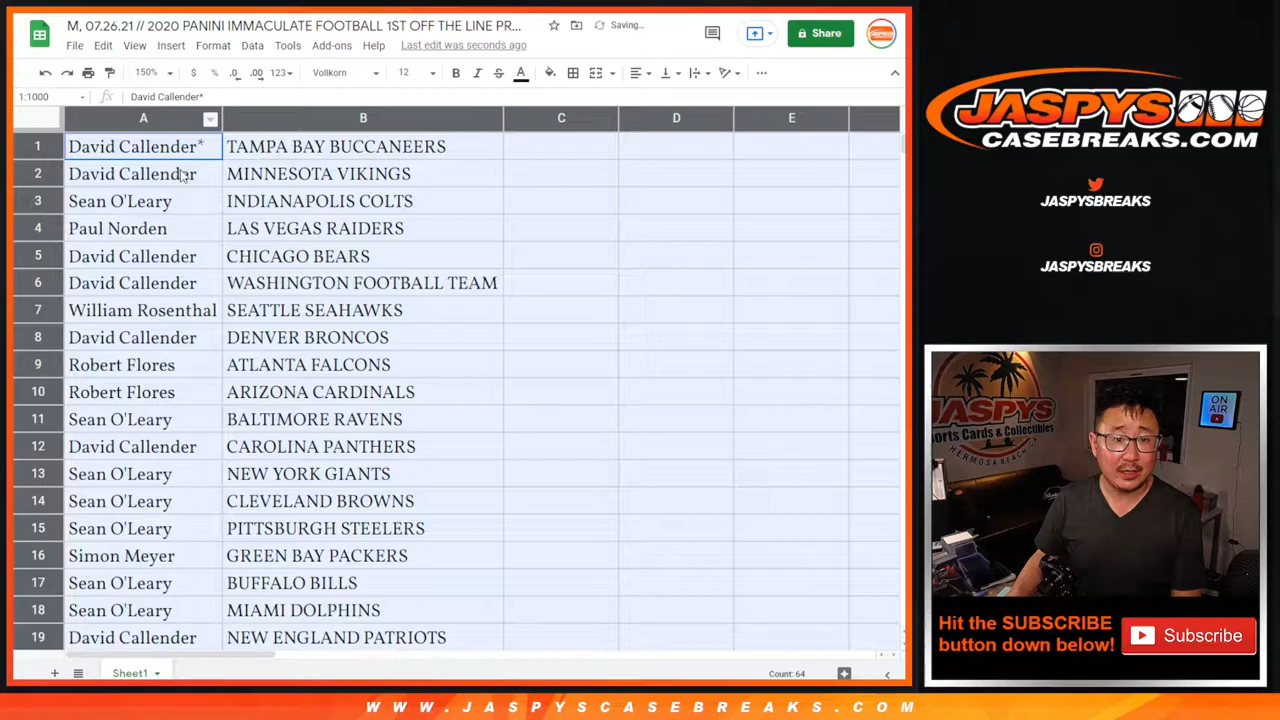 M, 07.26.21 // 2020 PANINI IMMACULATE FOOTBALL 1ST OFF THE LINE PR...
Saving...
File Edit View Insert Format Data Tools Add-ons Help Last edit was seconds ago
Share
150% $ % .0 .00 123 Vollkorn 12 B I S A
1:1000 fx David Callender*
A B C D E
1 David Callender* TAMPA BAY BUCCANEERS
2 David Callender MINNESOTA VIKINGS
3 Sean O'Leary INDIANAPOLIS COLTS
4 Paul Norden LAS VEGAS RAIDERS
5 David Callender CHICAGO BEARS
6 David Callender WASHINGTON FOOTBALL TEAM
7 William Rosenthal SEATTLE SEAHAWKS
8 David Callender DENVER BRONCOS
9 Robert Flores ATLANTA FALCONS
10 Robert Flores ARIZONA CARDINALS
11 Sean O'Leary BALTIMORE RAVENS
12 David Callender CAROLINA PANTHERS
13 Sean O'Leary NEW YORK GIANTS
14 Sean O'Leary CLEVELAND BROWNS
15 Sean O'Leary PITTSBURGH STEELERS
16 Simon Meyer GREEN BAY PACKERS
17 Sean O'Leary BUFFALO BILLS
18 Sean O'Leary MIAMI DOLPHINS
19 David Callender NEW ENGLAND PATRIOTS
Sheet1
Count: 64
JASPYS
CASEBREAKS.COM
JASPYSBREAKS
JASPYSBREAKS
JASPYS
Sports Cards & Collectibles
HERMOSA BEACH
ON
AIR
Hit the SUBSCRIBE
button down below!
Subscribe
WWW.JASPYSCASEBREAKS.COM